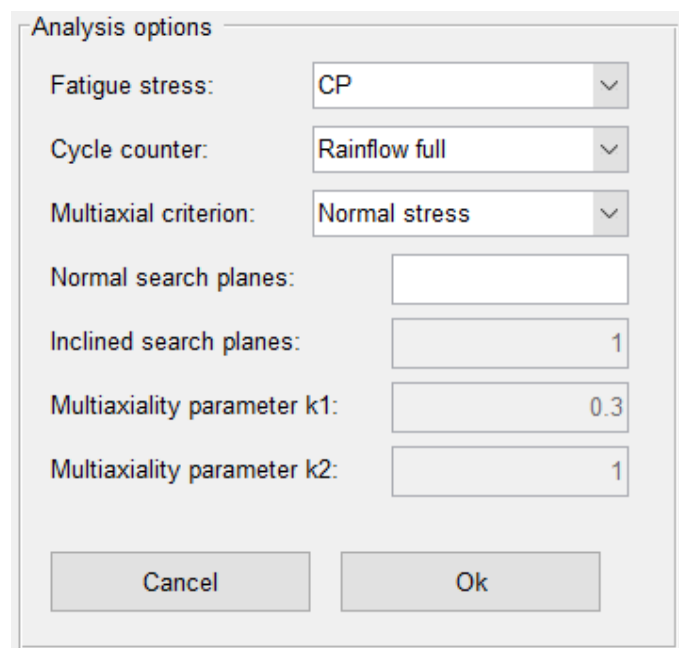 Analysis options
Fatigue stress: CP
Cycle counter: Rainflow full
Multiaxial criterion: Normal stress
Normal search planes:
Inclined search planes: 1
Multiaxiality parameter k1: 0.3
Multiaxiality parameter k2: 1
Cancel Ok